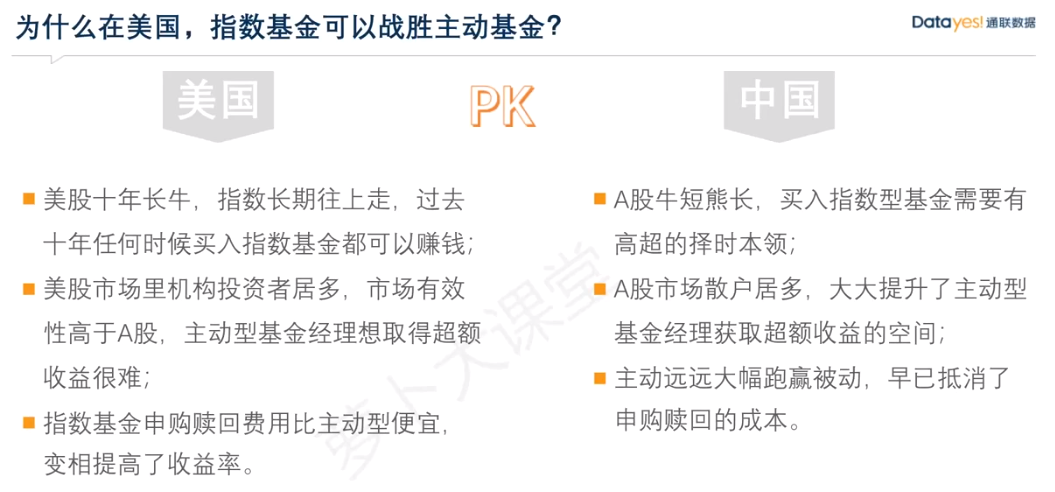 为什么在美国，指数基金可以战胜主动基金？
Datayes!通联数据
美国
PK
中国
美股十年长牛，指数长期往上走，过去
十年任何时候买入指数基金都可以赚钱；
美股市场里机构投资者居多，市场有效
性高于A股，主动型基金经理想取得超额
收益很难；
指数基金申购赎回费用比主动型便宜，
变相提高了收益率。
A股牛短熊长，买入指数型基金需要有
高超的择时本领；
A股市场散户居多，大大提升了主动型
基金经理获取超额收益的空间；
主动远远大幅跑赢被动，早已抵消了
申购赎回的成本。
萝卜大课堂